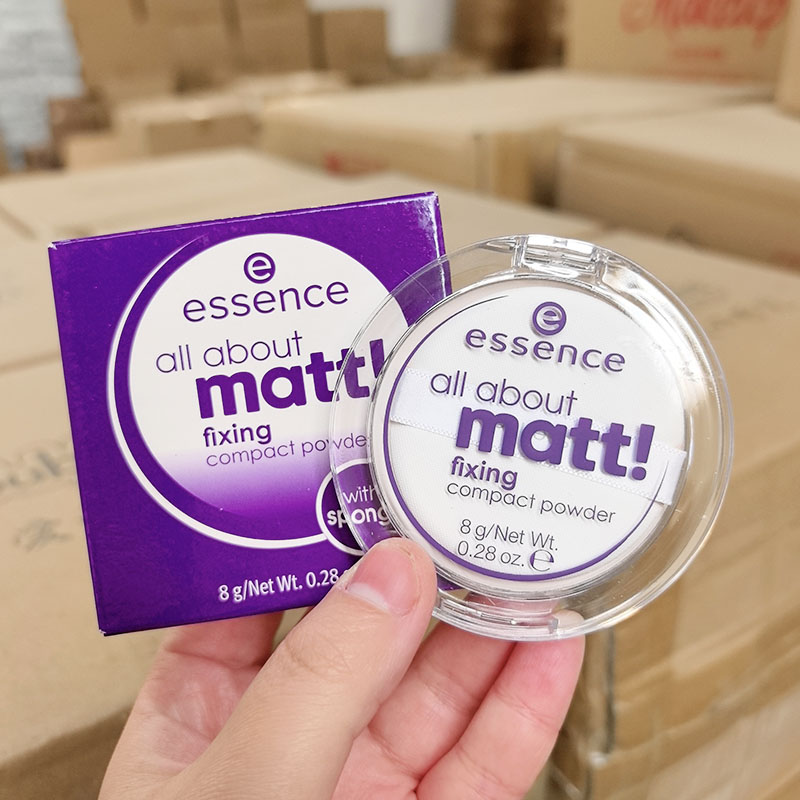 e
essence
all about
matt!
fixing
compact powde
with
spong
8 g/Net Wt. 0.28
e
essence
all about
matt!
fixing
compact powder
8 g/Net Wt.
0.28 oz. ℮
Makeup